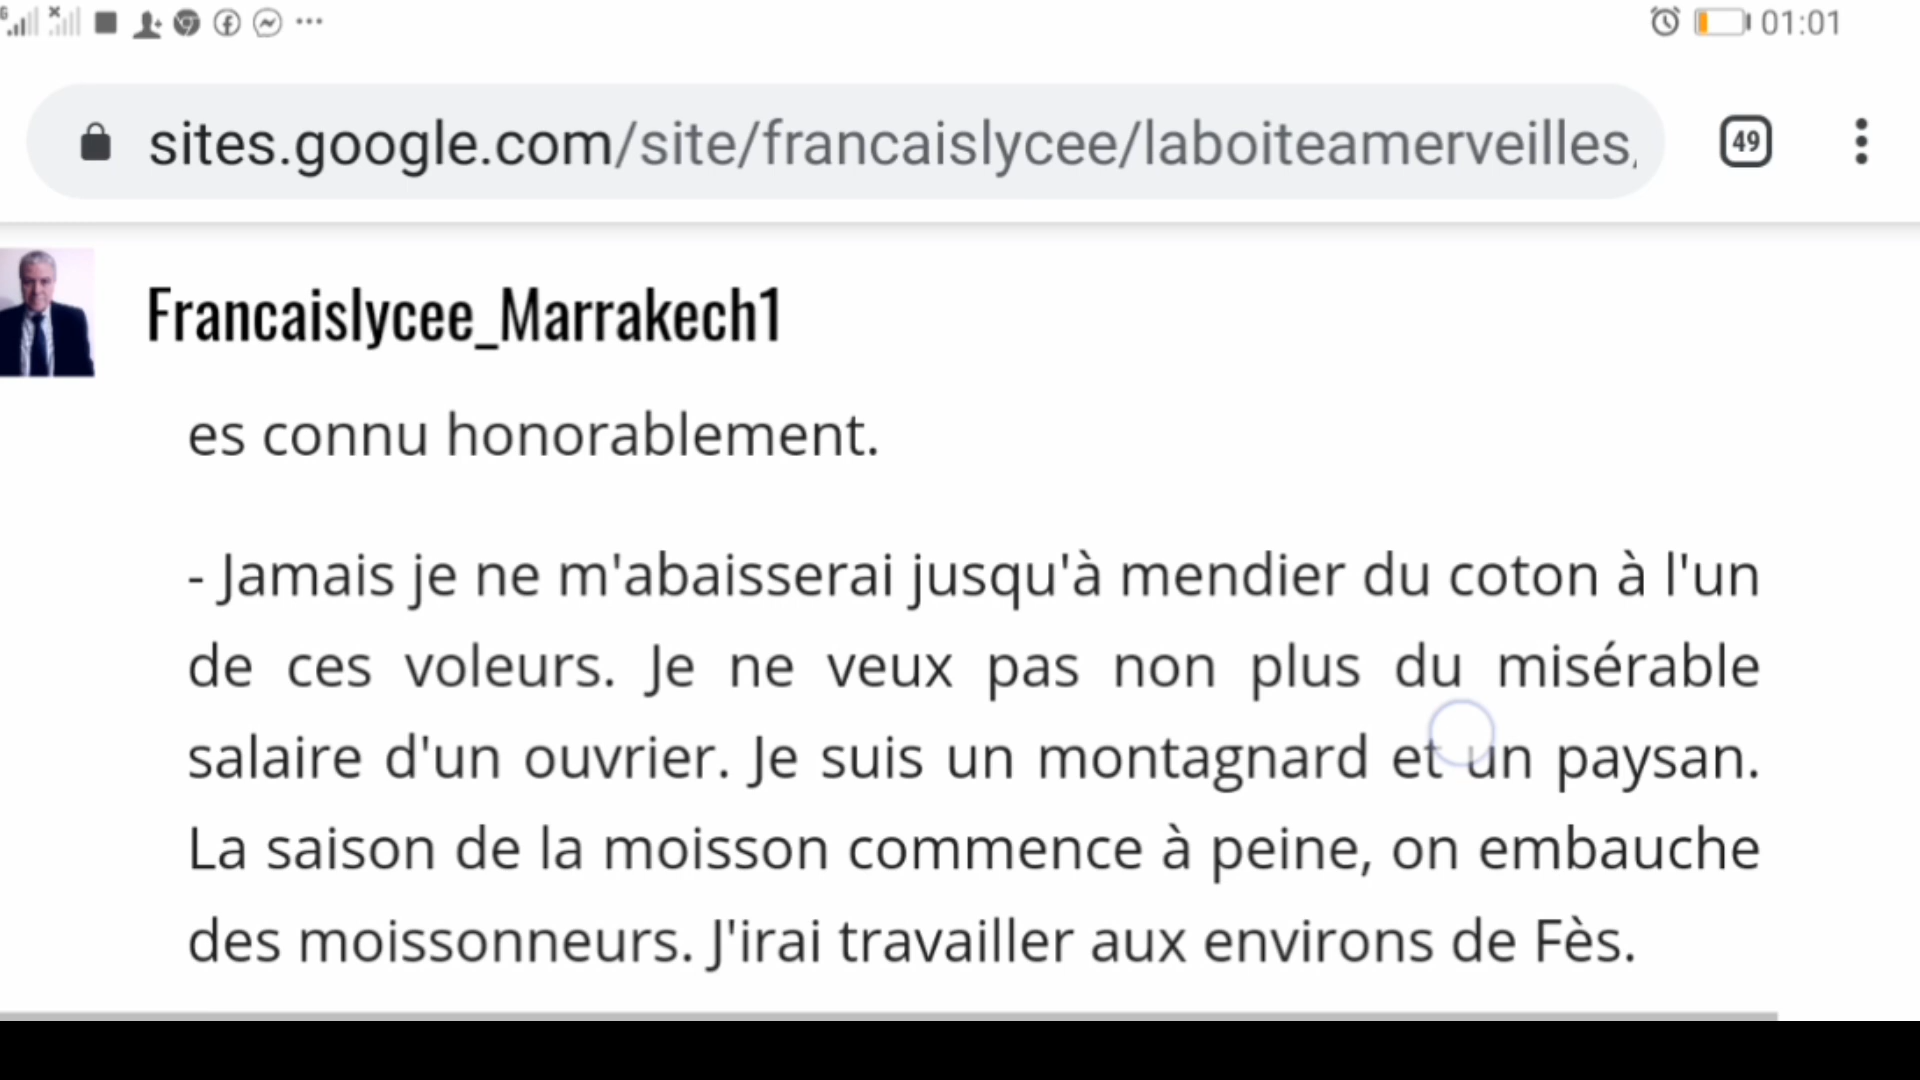 01:01
sites.google.com/site/francaislycee/laboiteamerveilles,
49
Francaislycee_Marrakech1
es connu honorablement.
- Jamais je ne m'abaisserai jusqu'à mendier du coton à l'un
de ces voleurs. Je ne veux pas non plus du misérable
salaire d'un ouvrier. Je suis un montagnard et un paysan.
La saison de la moisson commence à peine, on embauche
des moissonneurs. J'irai travailler aux environs de Fès.